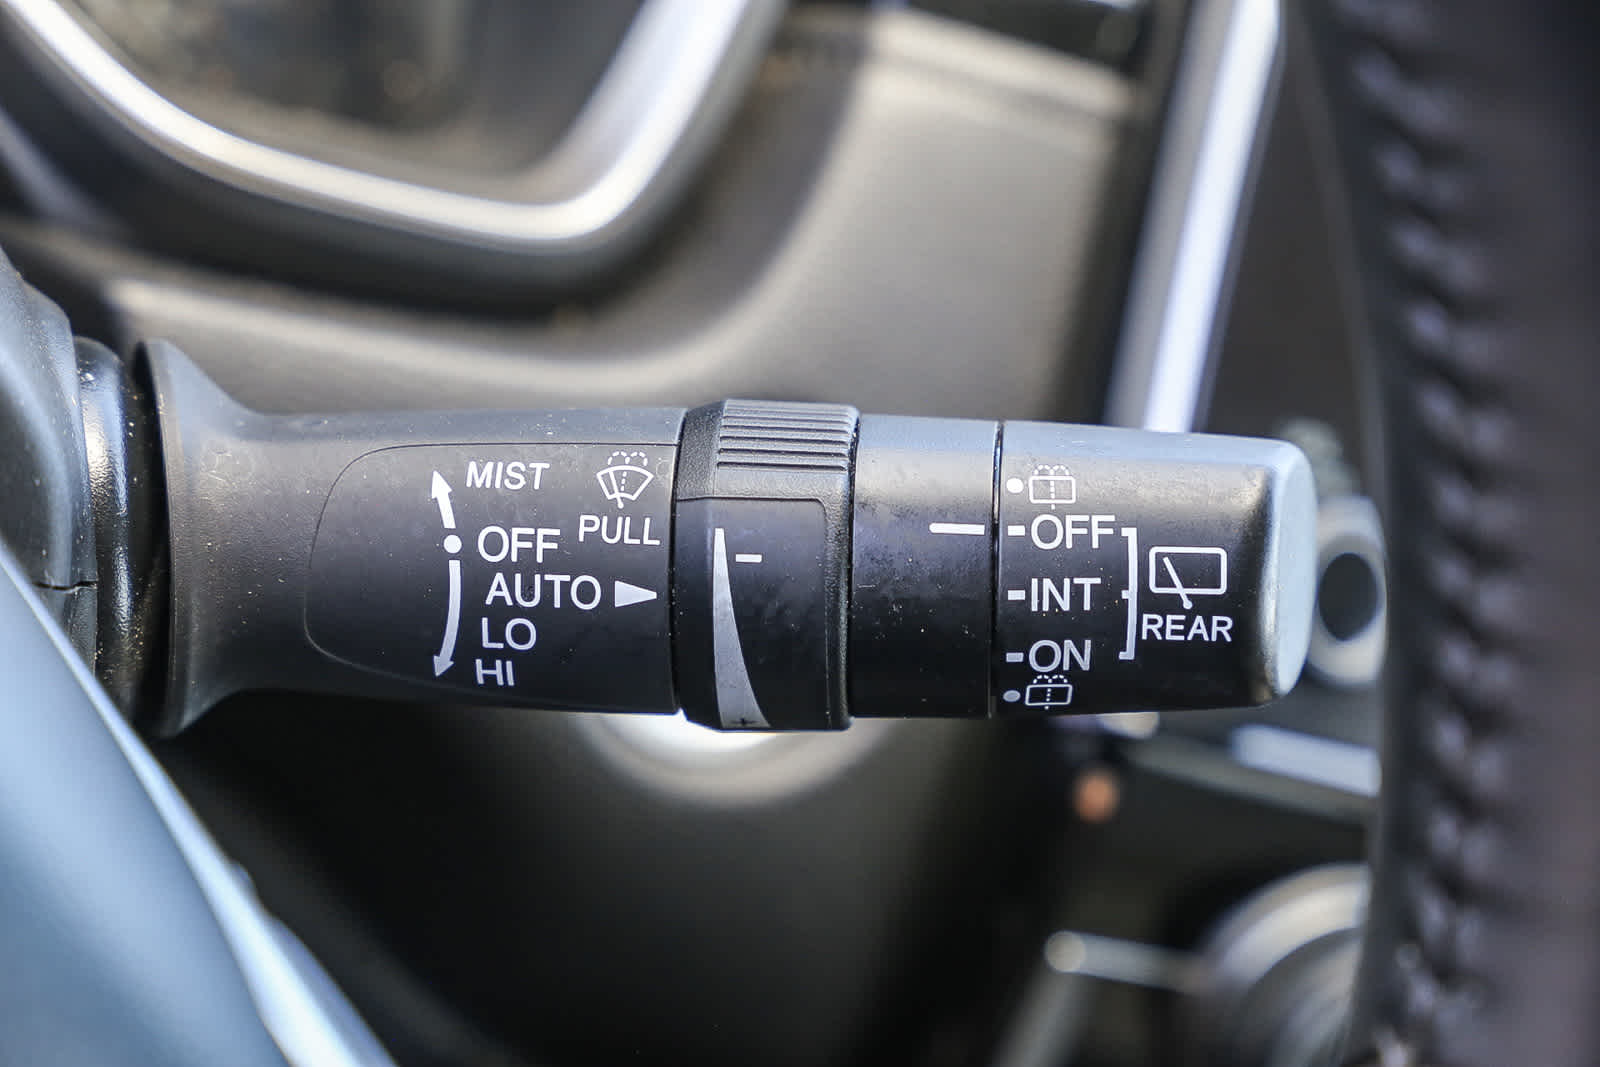 MIST
PULL
OFF
AUTO
LO
HI
-
+
OFF
INT
ON
REAR